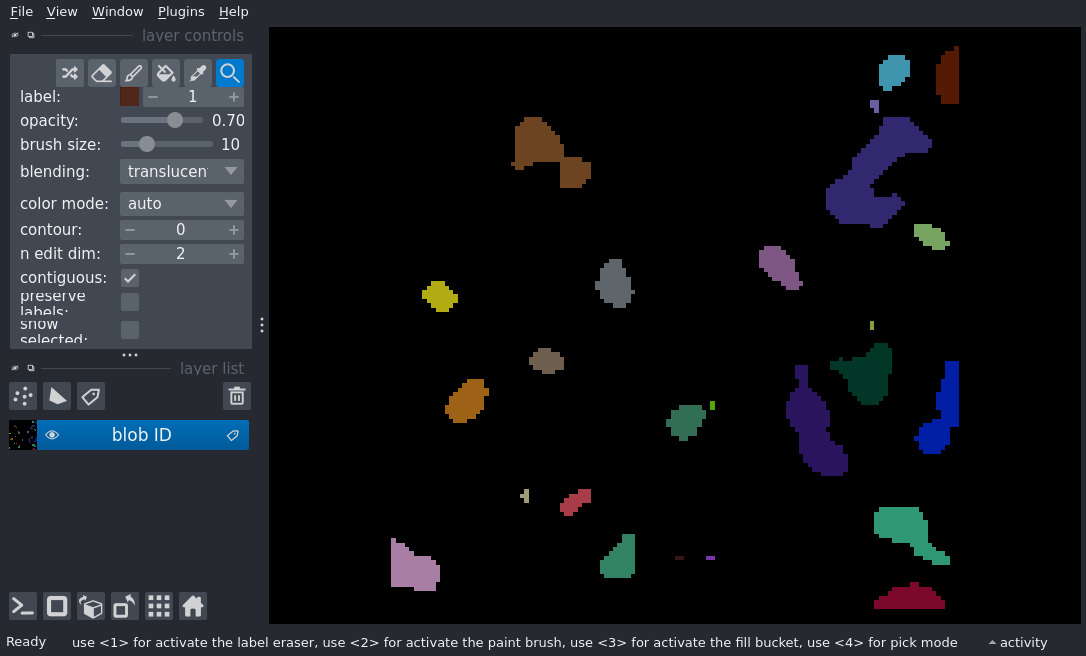 File View Window Plugins Help
layer controls
label: 1
opacity: 0.70
brush size: 10
blending: translucen
color mode: auto
contour: 0
n edit dim: 2
contiguous:
preserve
labels:
show
selected:
layer list
blob ID
Ready use <1> for activate the label eraser, use <2> for activate the paint brush, use <3> for activate the fill bucket, use <4> for pick mode activity